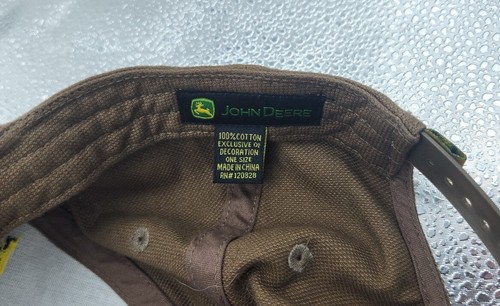 JOHN DEERE
100% COTTON
EXCLUSIVE OF
DECORATION
ONE SIZE
MADE IN CHINA
RN# 120828